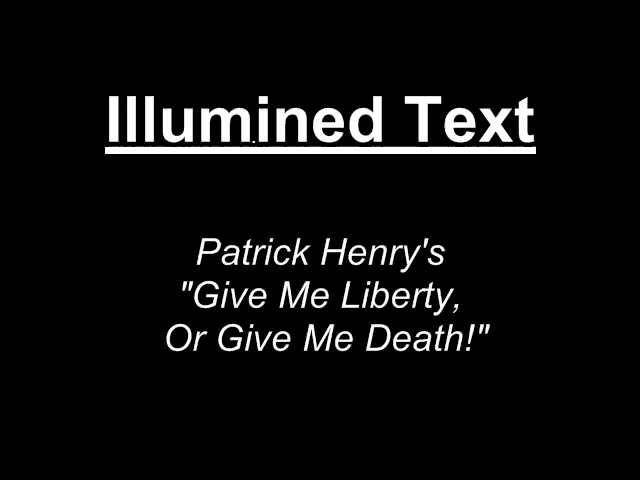 Illumined Text
Patrick Henry's
"Give Me Liberty,
Or Give Me Death!"